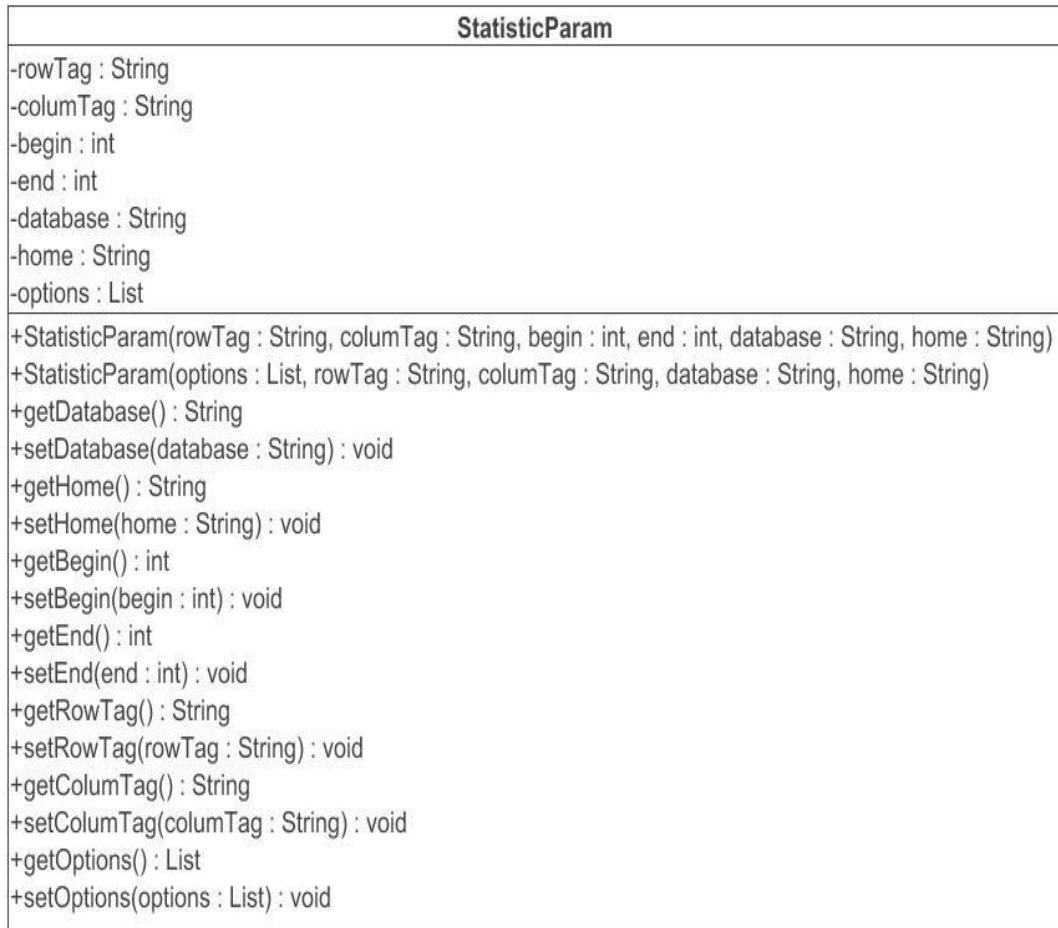 StatisticParam
-rowTag : String
-columTag : String
-begin : int
-end : int
-database : String
-home : String
-options : List
+StatisticParam(rowTag : String, columTag : String, begin : int, end : int, database : String, home : String)
+StatisticParam(options : List, rowTag : String, columTag : String, database : String, home : String)
+getDatabase() : String
+setDatabase(database : String) : void
+getHome() : String
+setHome(home : String) : void
+getBegin() : int
+setBegin(begin : int) : void
+getEnd() : int
+setEnd(end : int) : void
+getRowTag() : String
+setRowTag(rowTag : String) : void
+getColumTag() : String
+setColumTag(columTag : String) : void
+getOptions() : List
+setOptions(options : List) : void